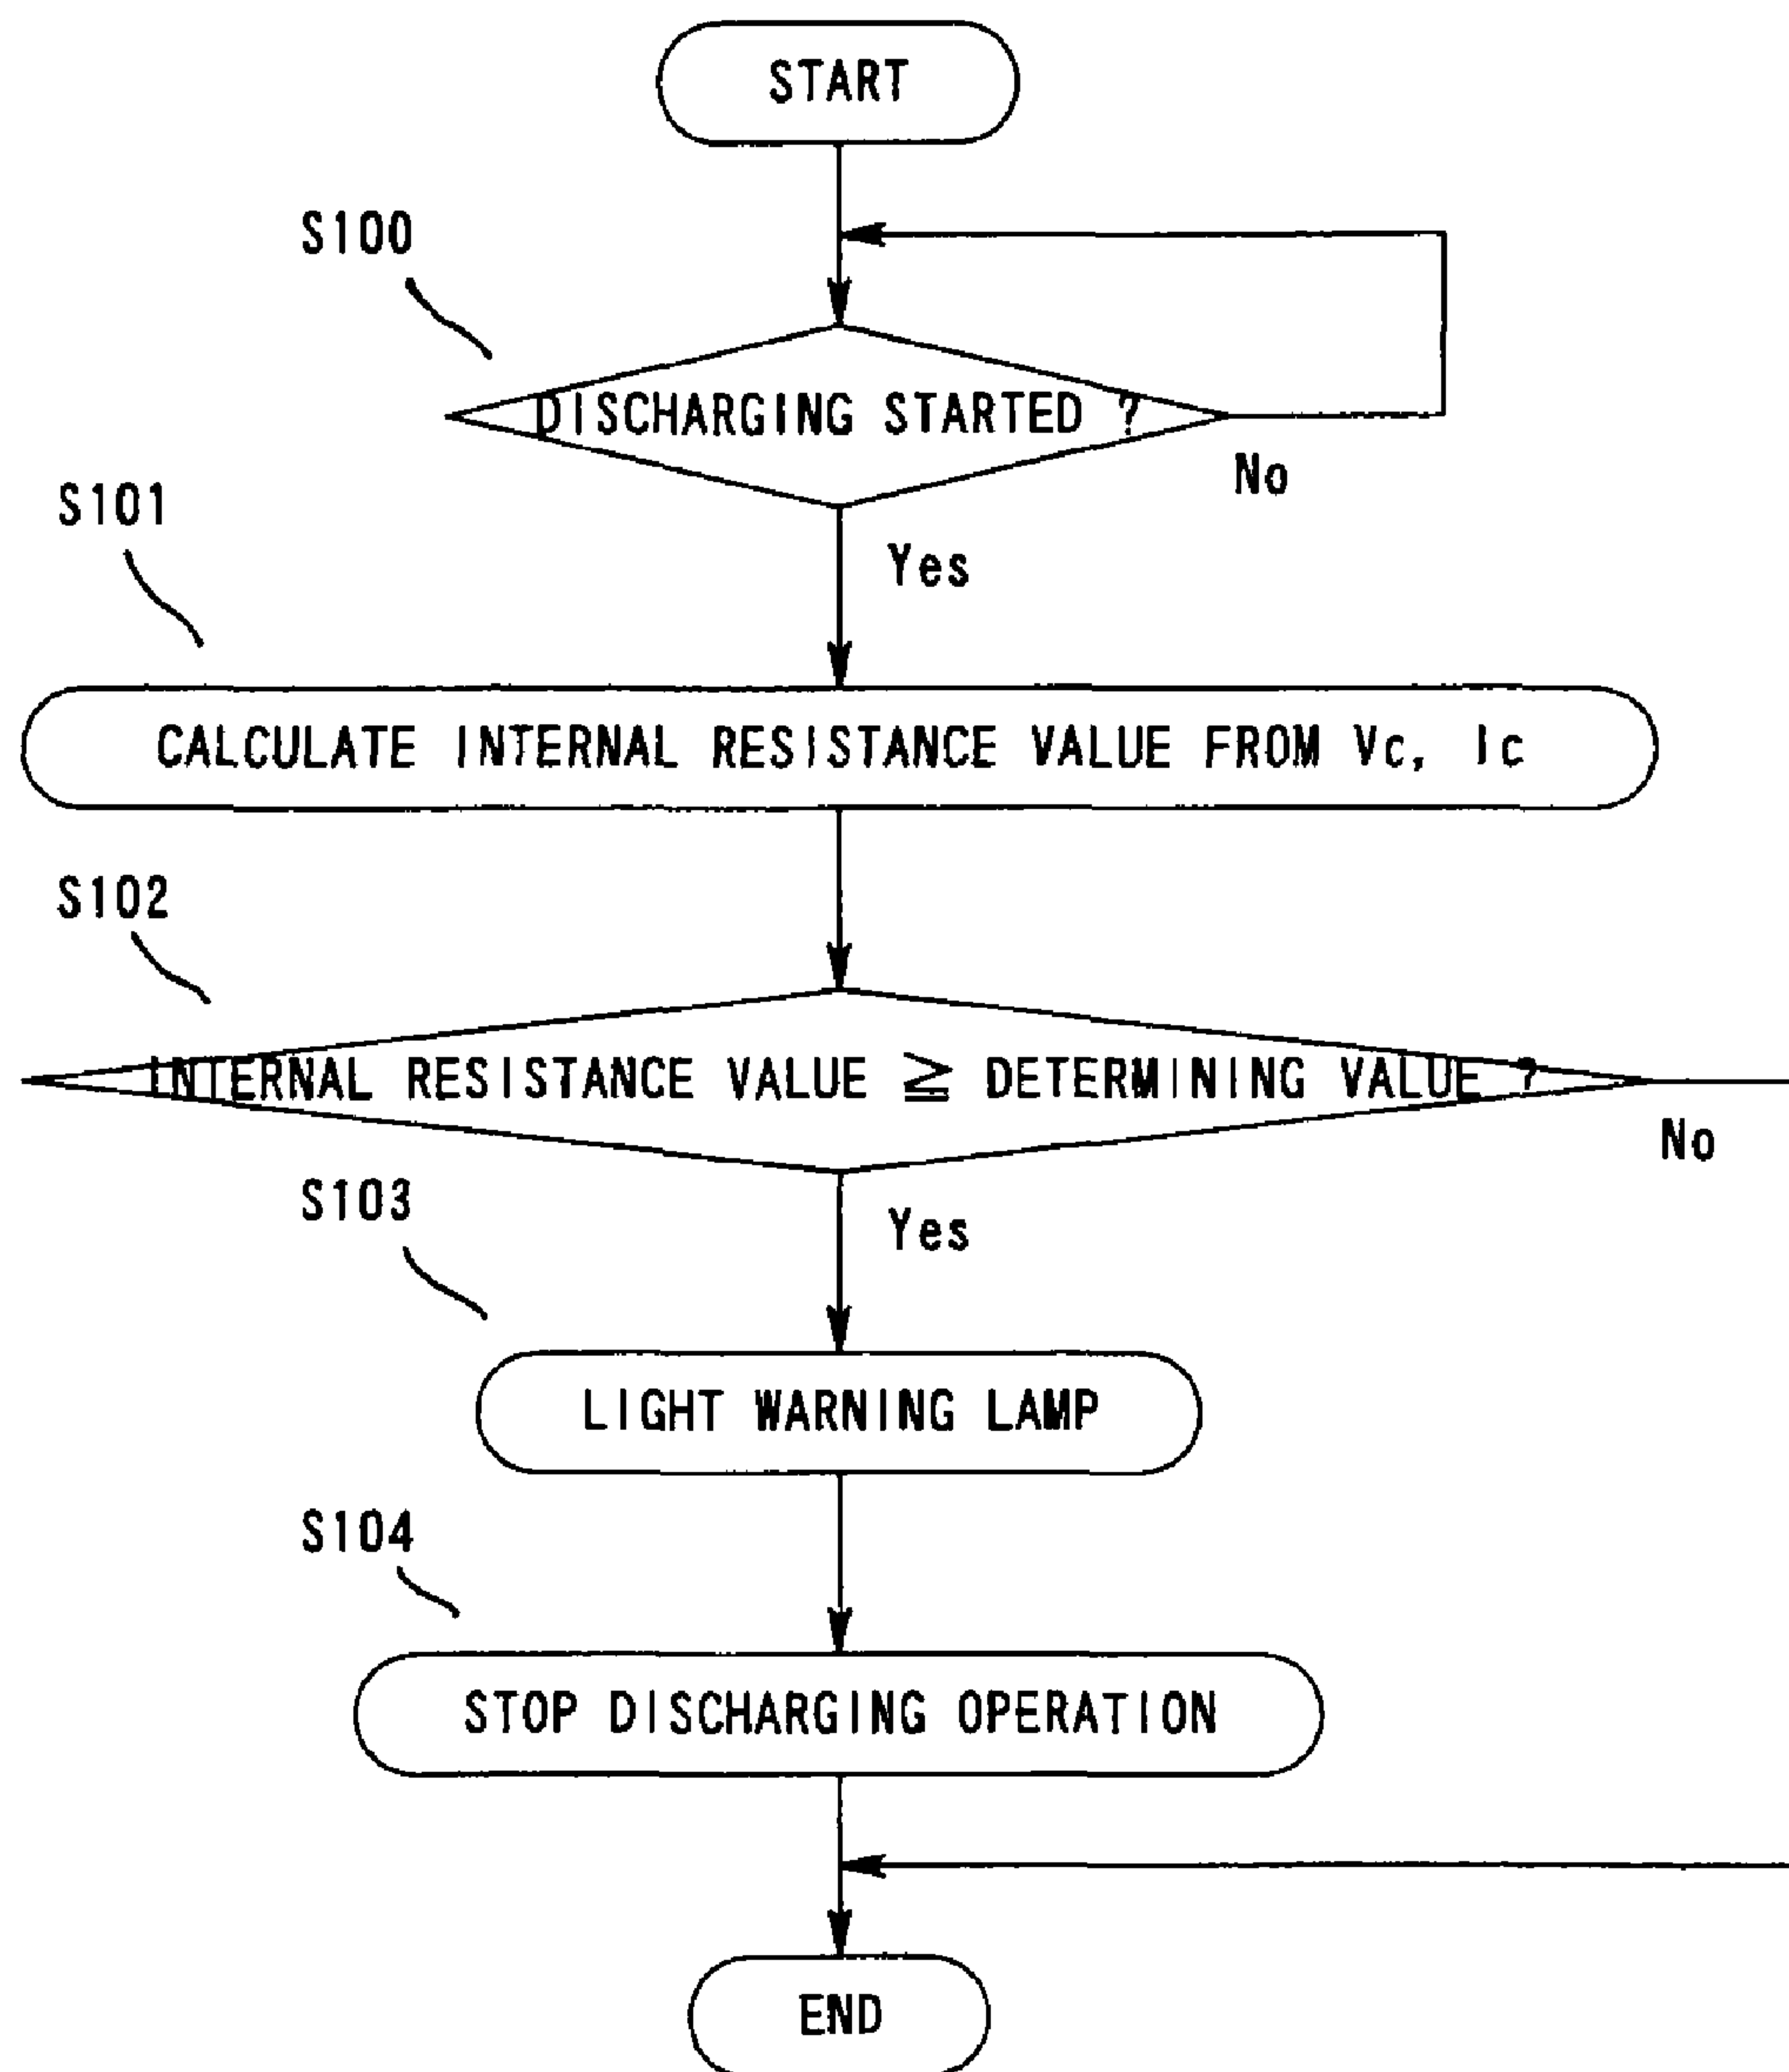 START
S100
DISCHARGING STARTED ?
No
S101
Yes
CALCULATE INTERNAL RESISTANCE VALUE FROM Vc, Ic
S102
INTERNAL RESISTANCE VALUE ≧ DETERMINING VALUE ?
No
S103
Yes
LIGHT WARNING LAMP
S104
STOP DISCHARGING OPERATION
END